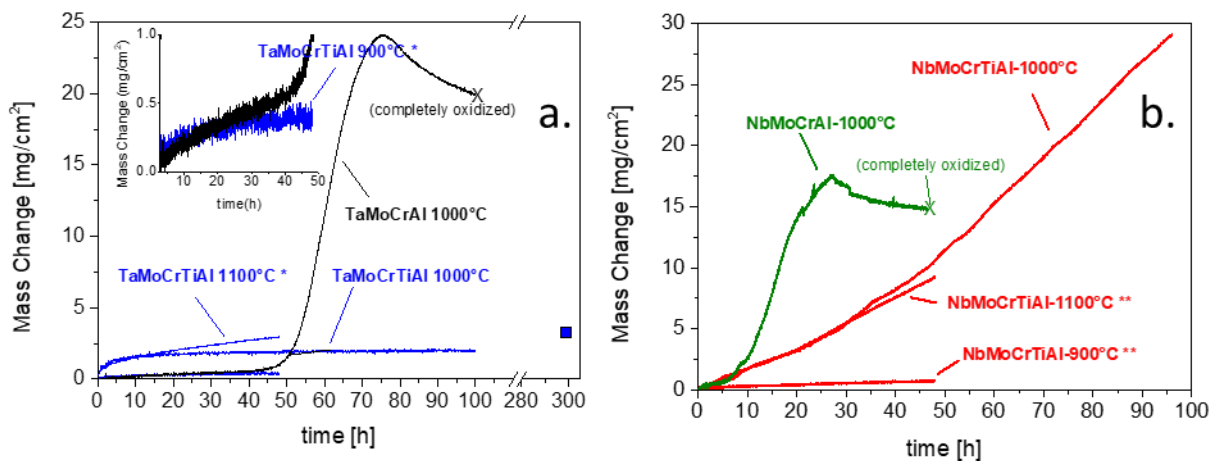 a.
Mass Change [mg/cm²]
25
20
15
10
5
0
0 10 20 30 40 50 60 70 80 90 100 280 300
time [h]
Mass Change (mg/cm²)
1.0
0.5
0.0
10 20 30 40 50
time(h)
TaMoCrTiAl 900°C *
(completely oxidized)
TaMoCrAl 1000°C
TaMoCrTiAl 1100°C *
TaMoCrTiAl 1000°C
b.
Mass Change [mg/cm²]
30
25
20
15
10
5
0
0 10 20 30 40 50 60 70 80 90 100
time [h]
NbMoCrTiAl-1000°C
NbMoCrAl-1000°C
(completely oxidized)
NbMoCrTiAl-1100°C **
NbMoCrTiAl-900°C **